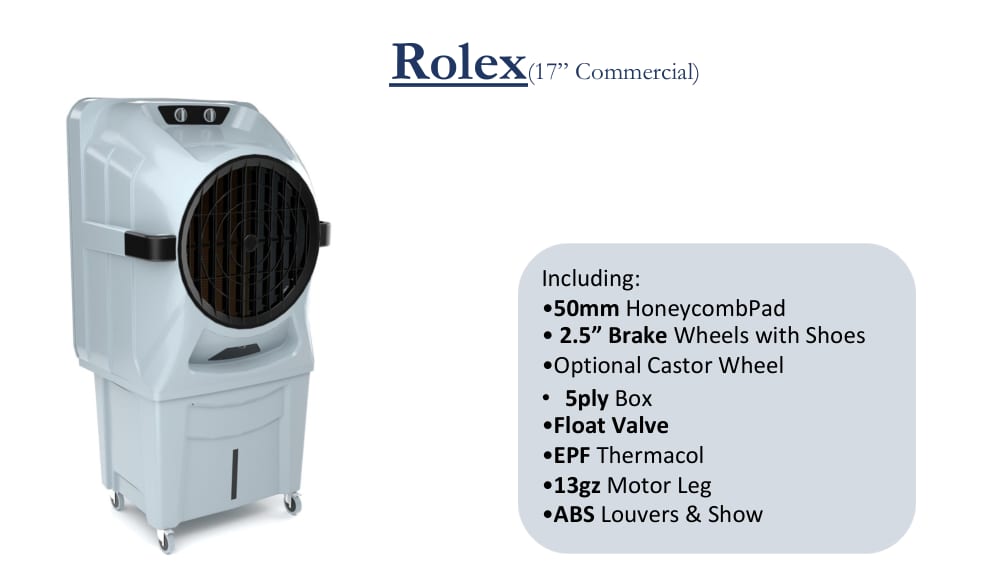 Rolex(17” Commercial)
Including:
•50mm HoneycombPad
• 2.5” Brake Wheels with Shoes
•Optional Castor Wheel
• 5ply Box
•Float Valve
•EPF Thermacol
•13gz Motor Leg
•ABS Louvers & Show